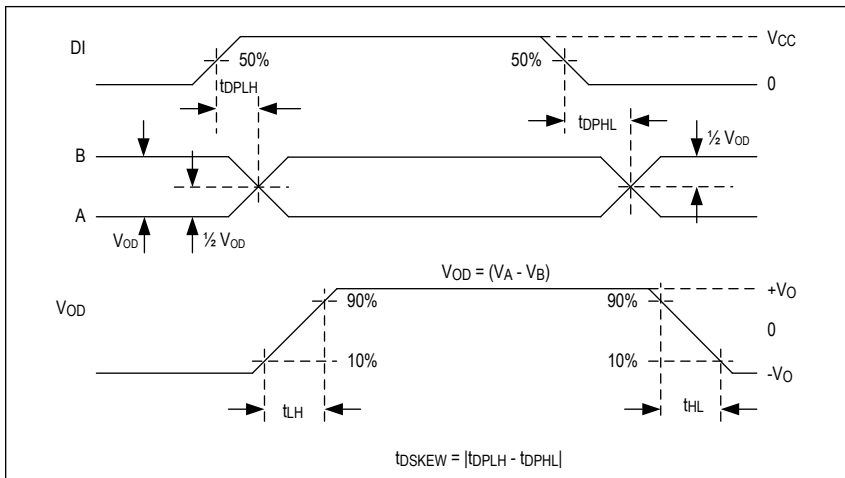 DI
VCC
50%
50%
0
tDPLH
tDPHL
½ VOD
B
A
VOD
½ VOD
VOD = (VA - VB)
VOD
90%
90%
+VO
0
10%
10%
-VO
tLH
tHL
tDSKEW = |tDPLH - tDPHL|